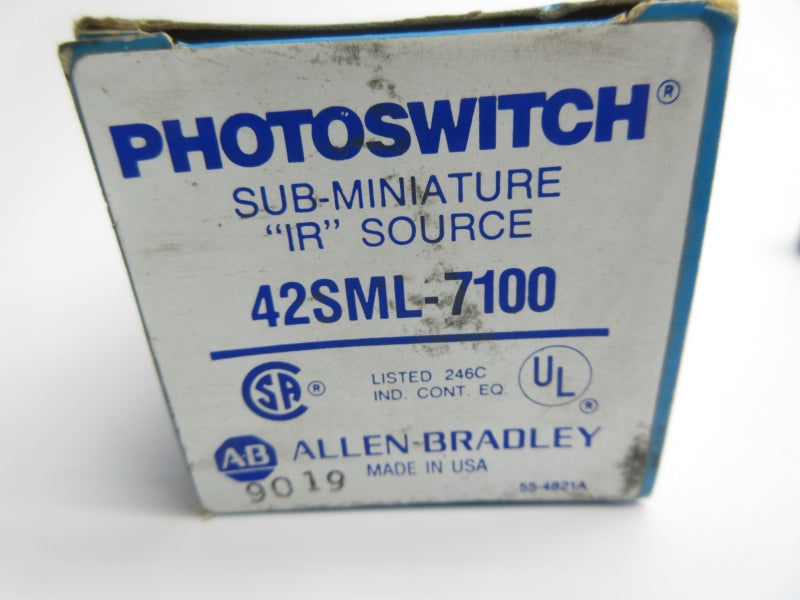 PHOTOSWITCH®
SUB-MINIATURE
"IR" SOURCE
42SML-7100
SA ®
LISTED 246C
IND. CONT. EQ.
UL ®
A-B ALLEN-BRADLEY
MADE IN USA
9019
55-4821A